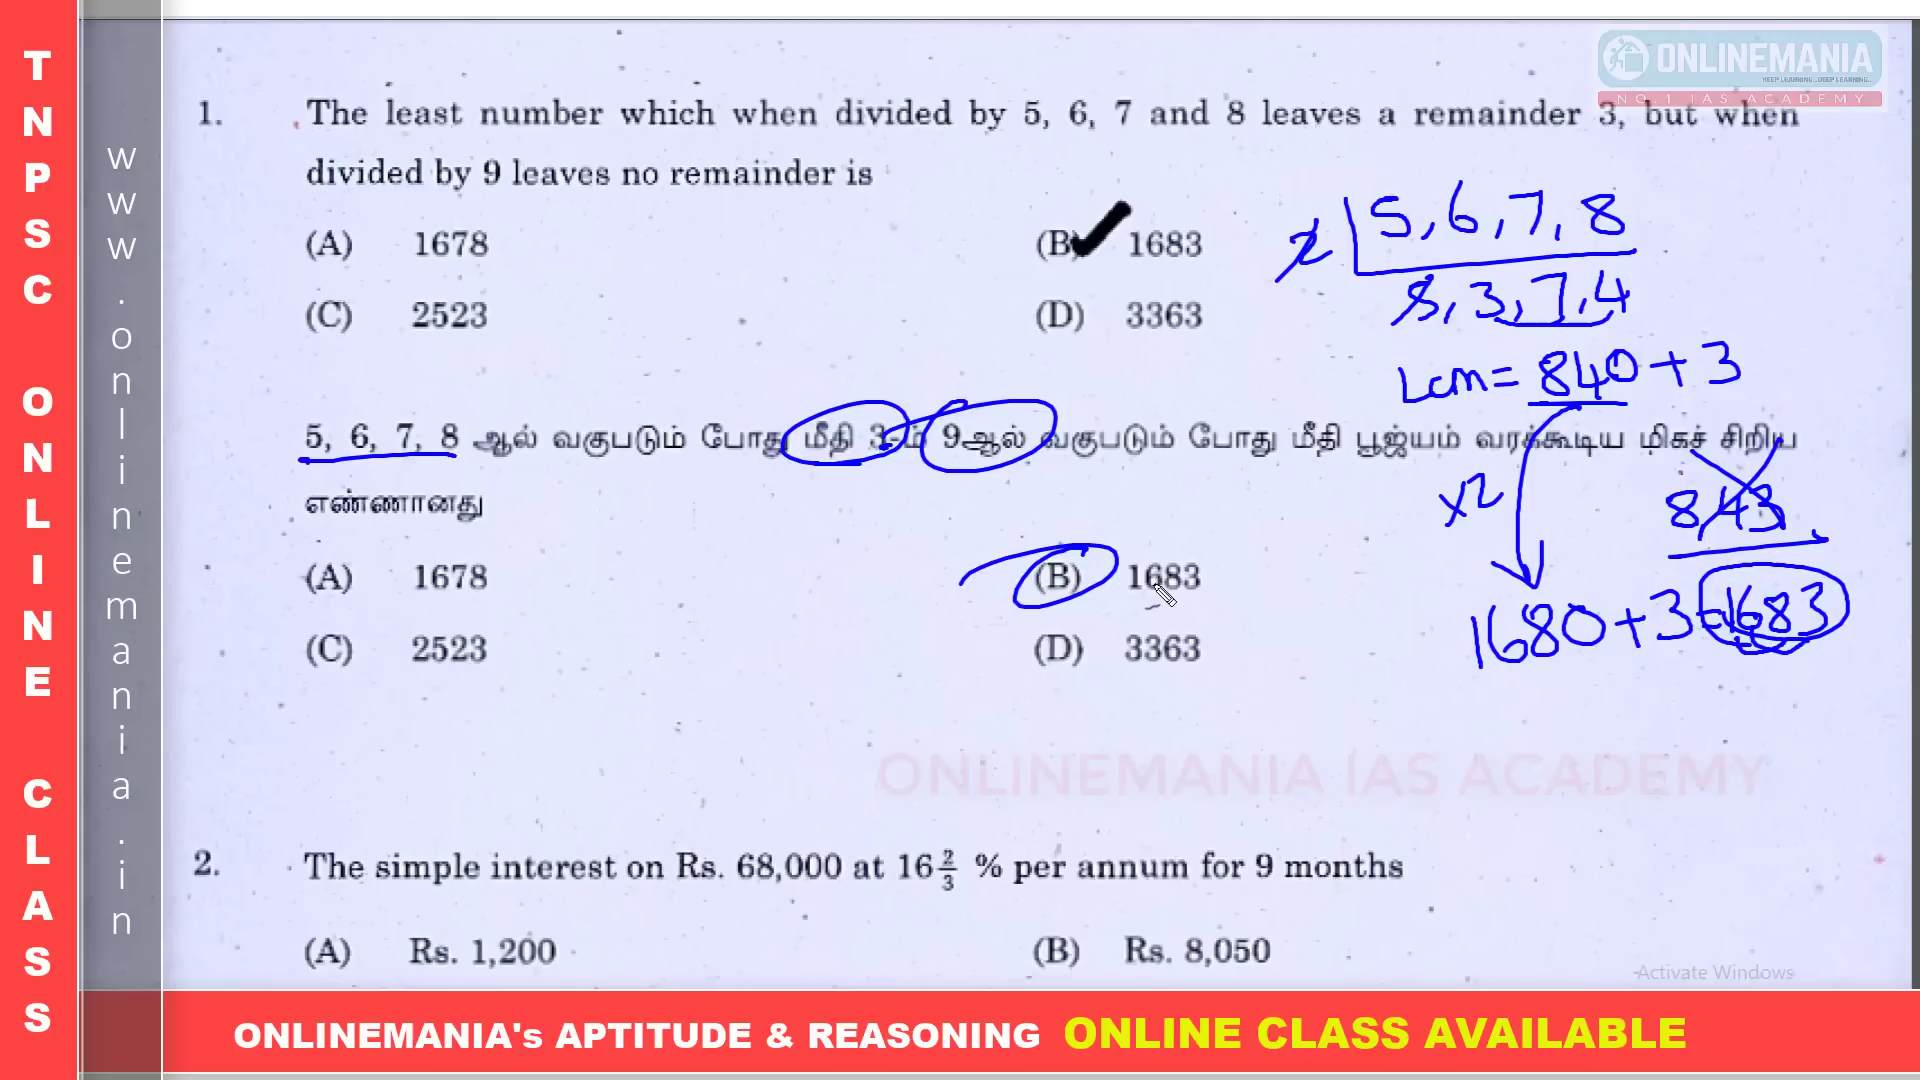 TNPSC ONLINE CLASS
www.onlinemania.in
ONLINEMANIA
KEEP LEARNING...DEEP LEARNING...
NO.1 IAS ACADEMY
1. The least number which when divided by 5, 6, 7 and 8 leaves a remainder 3, but when
divided by 9 leaves no remainder is
(A) 1678 (B) 1683
(C) 2523 (D) 3363
2 5, 6, 7, 8
5, 3, 7, 4
Lcm = 840 + 3
5, 6, 7, 8 ஆல் வகுபடும் போது மீதி 3-ம் 9ஆல் வகுபடும் போது மீதி பூஜ்யம் வரக்கூடிய மிகச் சிறிய
எண்ணானது
x2
843
(A) 1678 (B) 1683
1680 + 3 = 1683
(C) 2523 (D) 3363
ONLINEMANIA IAS ACADEMY
2. The simple interest on Rs. 68,000 at 16 2/3 % per annum for 9 months
(A) Rs. 1,200 (B) Rs. 8,050
Activate Windows
ONLINEMANIA's APTITUDE & REASONING ONLINE CLASS AVAILABLE